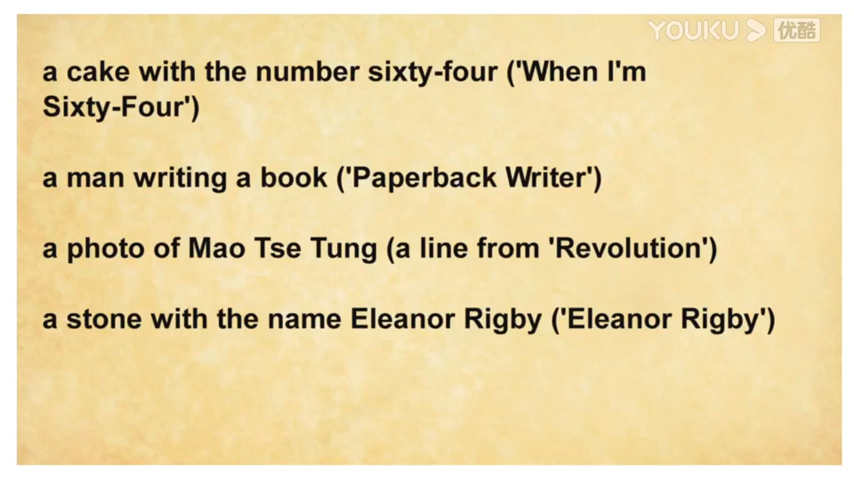 YOUKU 优酷
a cake with the number sixty-four ('When I'm
Sixty-Four')
a man writing a book ('Paperback Writer')
a photo of Mao Tse Tung (a line from 'Revolution')
a stone with the name Eleanor Rigby ('Eleanor Rigby')